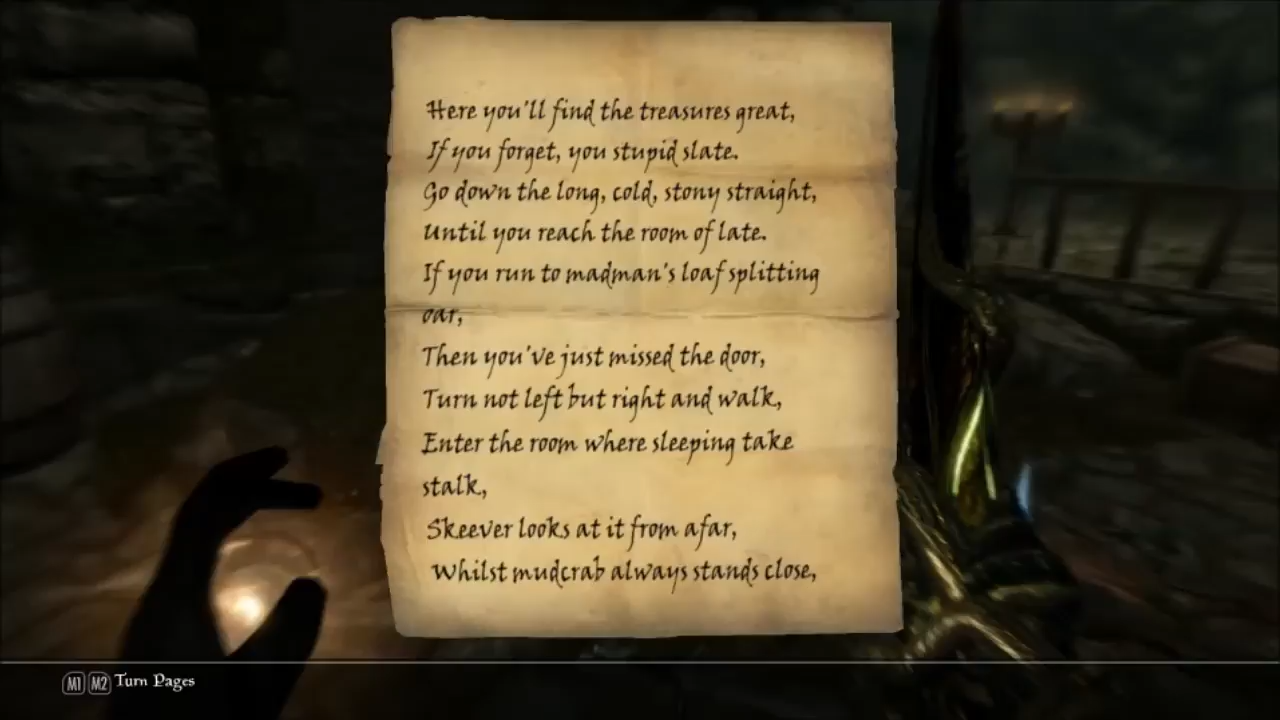 Here you'll find the treasures great,
If you forget, you stupid slate.
Go down the long, cold, stony straight,
Until you reach the room of late.
If you run to madman's loaf splitting
oar,
Then you've just missed the door,
Turn not left but right and walk,
Enter the room where sleeping take
stalk,
Skeever looks at it from afar,
Whilst mudcrab always stands close,
M1 M2 Turn Pages